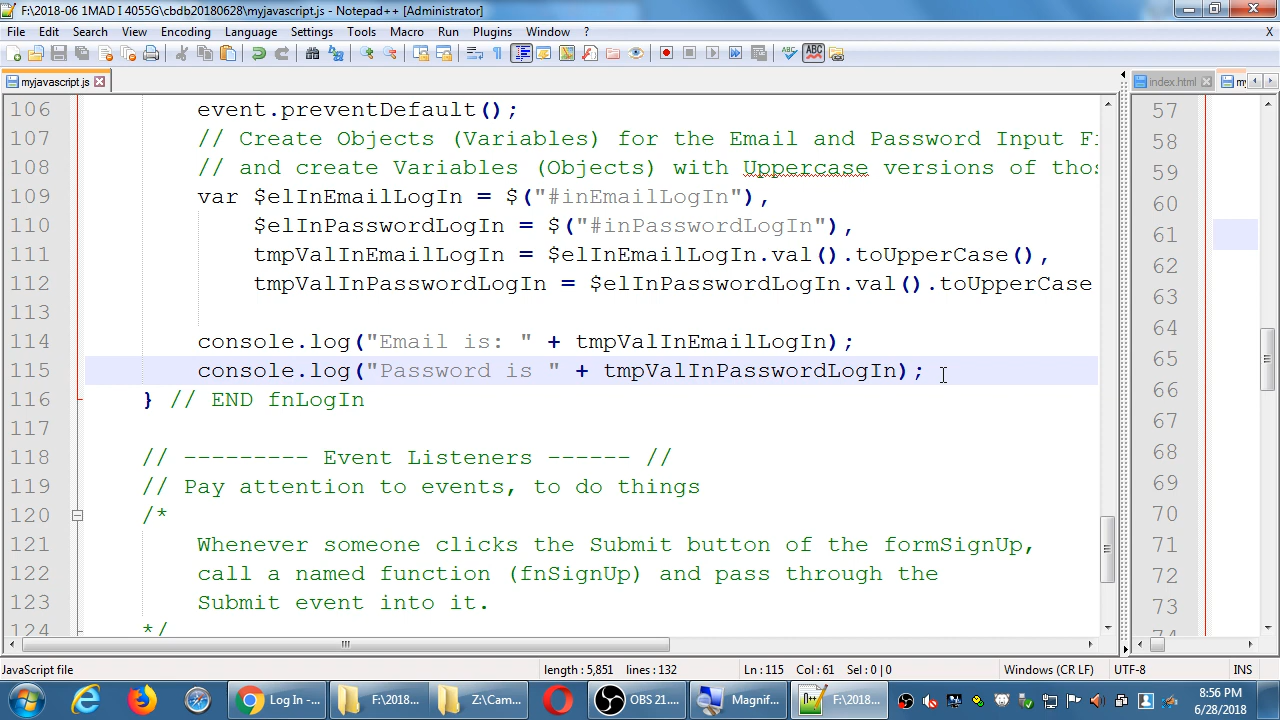 F:\2018-06 1MAD I 4055G\cbdb20180628\myjavascript.js - Notepad++ [Administrator]
File Edit Search View Encoding Language Settings Tools Macro Run Plugins Window ? X
myjavascript.js
index.html
my
106 event.preventDefault();
107 // Create Objects (Variables) for the Email and Password Input Fi
108 // and create Variables (Objects) with Uppercase versions of thos
109 var $elInEmailLogIn = $("#inEmailLogIn"),
110 $elInPasswordLogIn = $("#inPasswordLogIn"),
111 tmpValInEmailLogIn = $elInEmailLogIn.val().toUpperCase(),
112 tmpValInPasswordLogIn = $elInPasswordLogIn.val().toUpperCase
113
114 console.log("Email is: " + tmpValInEmailLogIn);
115 console.log("Password is " + tmpValInPasswordLogIn);
116 } // END fnLogIn
117
118 // --------- Event Listeners ------ //
119 // Pay attention to events, to do things
120 /*
121 Whenever someone clicks the Submit button of the formSignUp,
122 call a named function (fnSignUp) and pass through the
123 Submit event into it.
124 */
57
58
59
60
61
62
63
64
65
66
67
68
69
70
71
72
73
74
JavaScript file length : 5,851 lines : 132 Ln : 115 Col : 61 Sel : 0 | 0 Windows (CR LF) UTF-8 INS
Log In -... F:\2018... Z:\Cam... OBS 21.... Magnif... F:\2018...
8:56 PM
6/28/2018